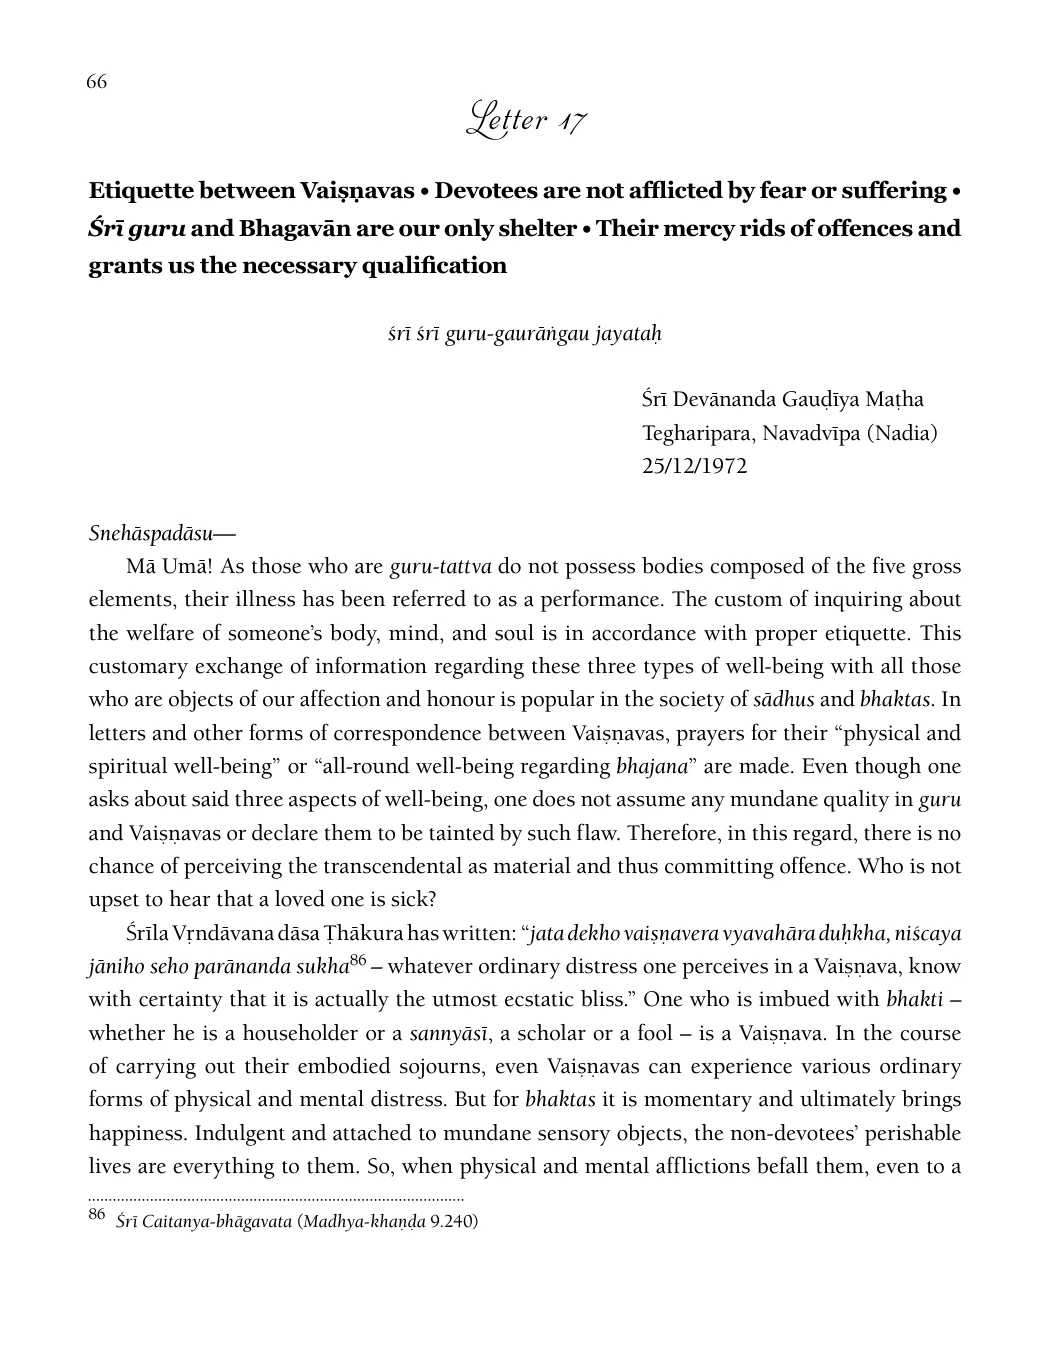 66
Letter 17
Etiquette between Vaiṣṇavas • Devotees are not afflicted by fear or suffering •
Śrī guru and Bhagavān are our only shelter • Their mercy rids of offences and
grants us the necessary qualification
śrī śrī guru-gaurāṅgau jayataḥ
Śrī Devānanda Gauḍīya Maṭha
Tegharipara, Navadvīpa (Nadia)
25/12/1972
Snehāspadāsu—
Mā Umā! As those who are guru-tattva do not possess bodies composed of the five gross
elements, their illness has been referred to as a performance. The custom of inquiring about
the welfare of someone’s body, mind, and soul is in accordance with proper etiquette. This
customary exchange of information regarding these three types of well-being with all those
who are objects of our affection and honour is popular in the society of sādhus and bhaktas. In
letters and other forms of correspondence between Vaiṣṇavas, prayers for their “physical and
spiritual well-being” or “all-round well-being regarding bhajana” are made. Even though one
asks about said three aspects of well-being, one does not assume any mundane quality in guru
and Vaiṣṇavas or declare them to be tainted by such flaw. Therefore, in this regard, there is no
chance of perceiving the transcendental as material and thus committing offence. Who is not
upset to hear that a loved one is sick?
Śrīla Vṛndāvana dāsa Ṭhākura has written: “jata dekho vaiṣṇavera vyavahāra duḥkha, niścaya
jāniho seho parānanda sukha86 – whatever ordinary distress one perceives in a Vaiṣṇava, know
with certainty that it is actually the utmost ecstatic bliss.” One who is imbued with bhakti –
whether he is a householder or a sannyāsī, a scholar or a fool – is a Vaiṣṇava. In the course
of carrying out their embodied sojourns, even Vaiṣṇavas can experience various ordinary
forms of physical and mental distress. But for bhaktas it is momentary and ultimately brings
happiness. Indulgent and attached to mundane sensory objects, the non-devotees’ perishable
lives are everything to them. So, when physical and mental afflictions befall them, even to a
86 Śrī Caitanya-bhāgavata (Madhya-khaṇḍa 9.240)